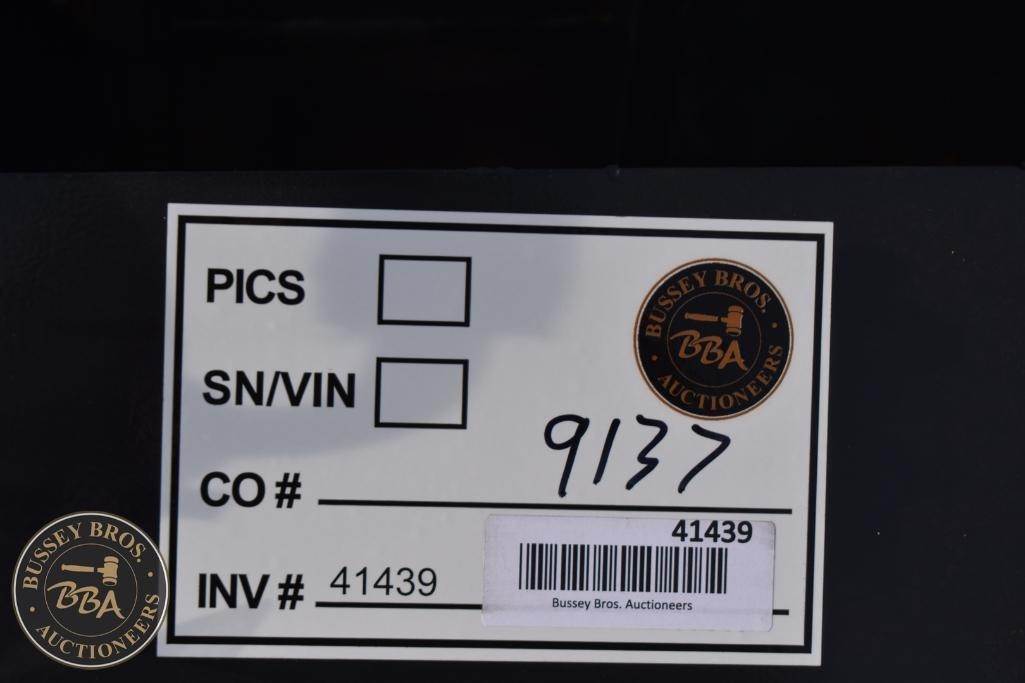 PICS
BUSSEY BROS.
BBA
AUCTIONEERS
SN/VIN
CO # 9137
INV # 41439
41439
Bussey Bros. Auctioneers
BUSSEY BROS.
BBA
AUCTIONEERS